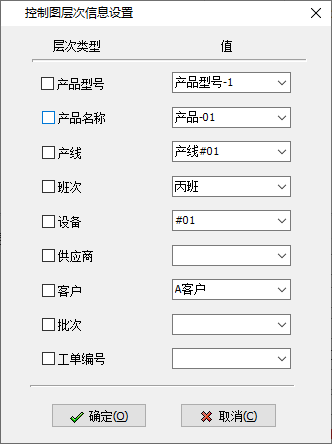 控制图层次信息设置
层次类型 值
产品型号 产品型号-1
产品名称 产品-01
产线 产线#01
班次 丙班
设备 #01
供应商
客户 A客户
批次
工单编号
确定(O) 取消(C)